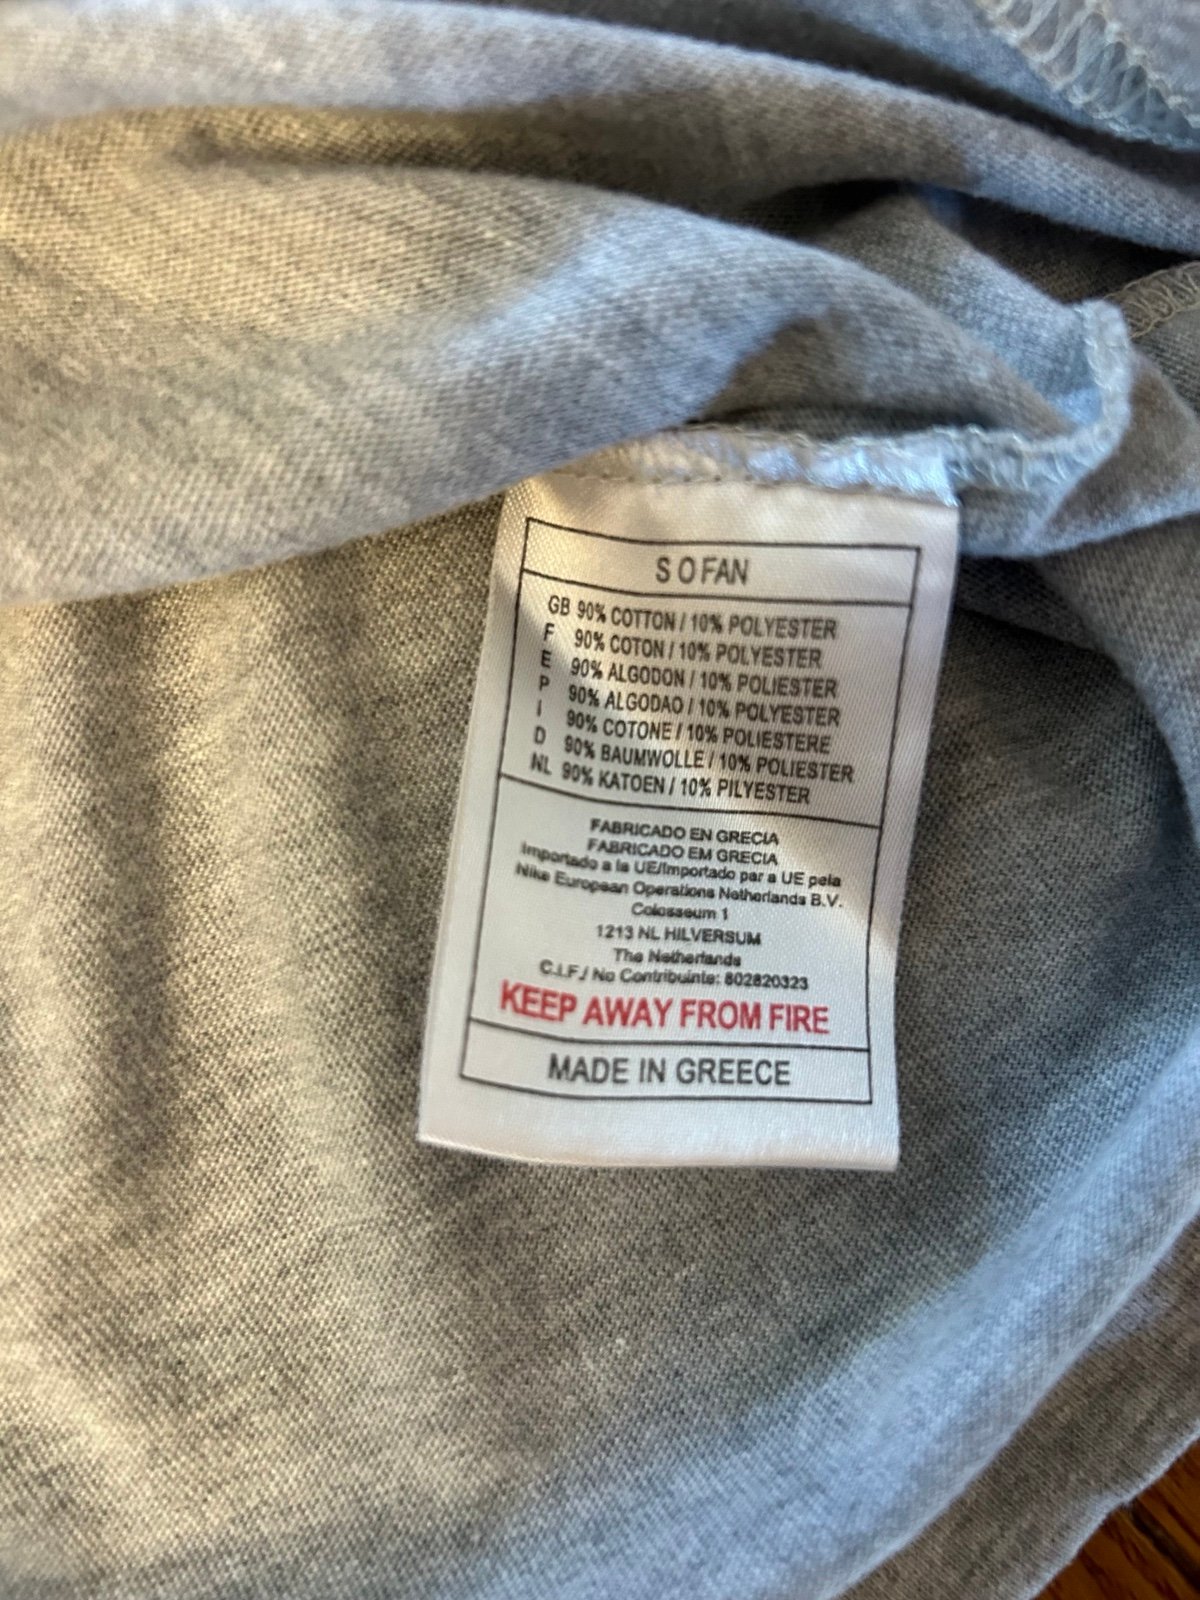 S O FAN
GB 90% COTTON / 10% POLYESTER
F 90% COTON / 10% POLYESTER
E 90% ALGODON / 10% POLIESTER
P 90% ALGODAO / 10% POLYESTER
I 90% COTONE / 10% POLIESTERE
D 90% BAUMWOLLE / 10% POLIESTER
NL 90% KATOEN / 10% PILYESTER
FABRICADO EN GRECIA
FABRICADO EM GRECIA
Importado a la UE/Importado par a UE pela
Nike European Operations Netherlands B.V.
Colosseum 1
1213 NL HILVERSUM
The Netherlands
C.I.F./ No Contribuinte: 802820323
KEEP AWAY FROM FIRE
MADE IN GREECE